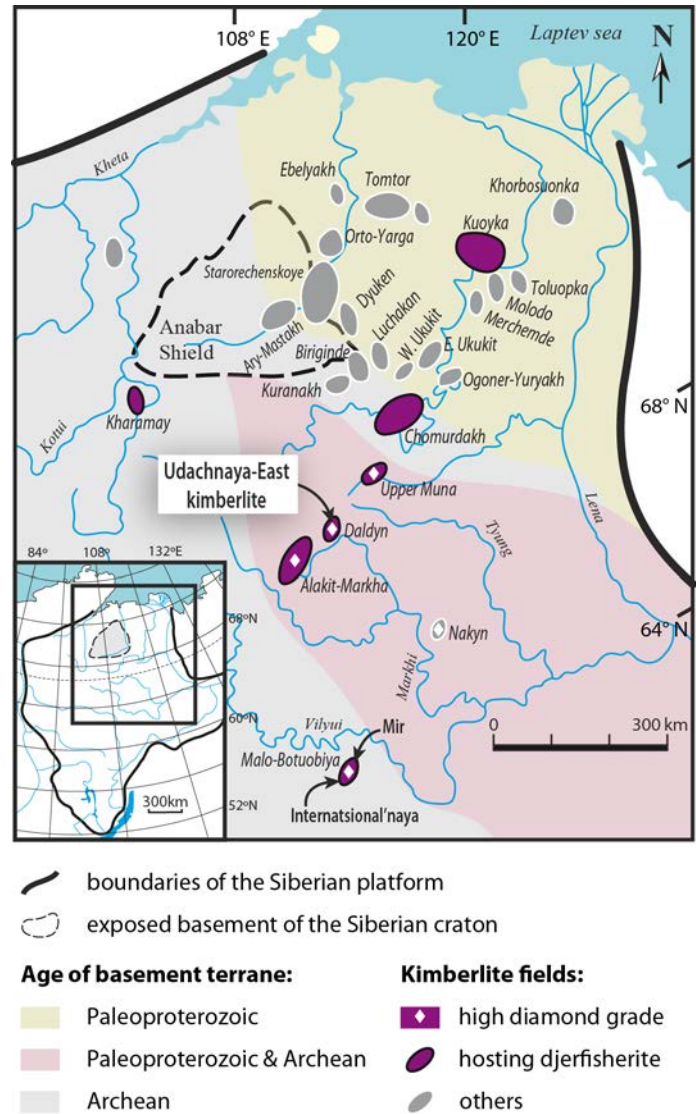 108° E
120° E
Laptev sea
N
Kheta
Ebelyakh
Tomtor
Khorbosuonka
Kuoyka
Orto-Yarga
Starorechenskoye
Dyuken
Toluopka
Molodo
Merchemde
Anabar
Shield
Ary-Mastakh
Biriginde
Luchakan
W. Ukukit
E. Ukukit
Kuranakh
Ogoner-Yuryakh
68° N
Kotui
Kharamay
Chomurdakh
Udachnaya-East
kimberlite
Upper Muna
Daldyn
Alakit-Markha
Tyung
Lena
84°
108°
132°E
68°N
64° N
Nakyn
Markhi
60°N
Vilyui
Mir
0
300 km
Malo-Botuobiya
Internatsional'naya
300km
52°N
boundaries of the Siberian platform
exposed basement of the Siberian craton
Age of basement terrane:
Kimberlite fields:
Paleoproterozoic
high diamond grade
Paleoproterozoic & Archean
hosting djerfisherite
Archean
others